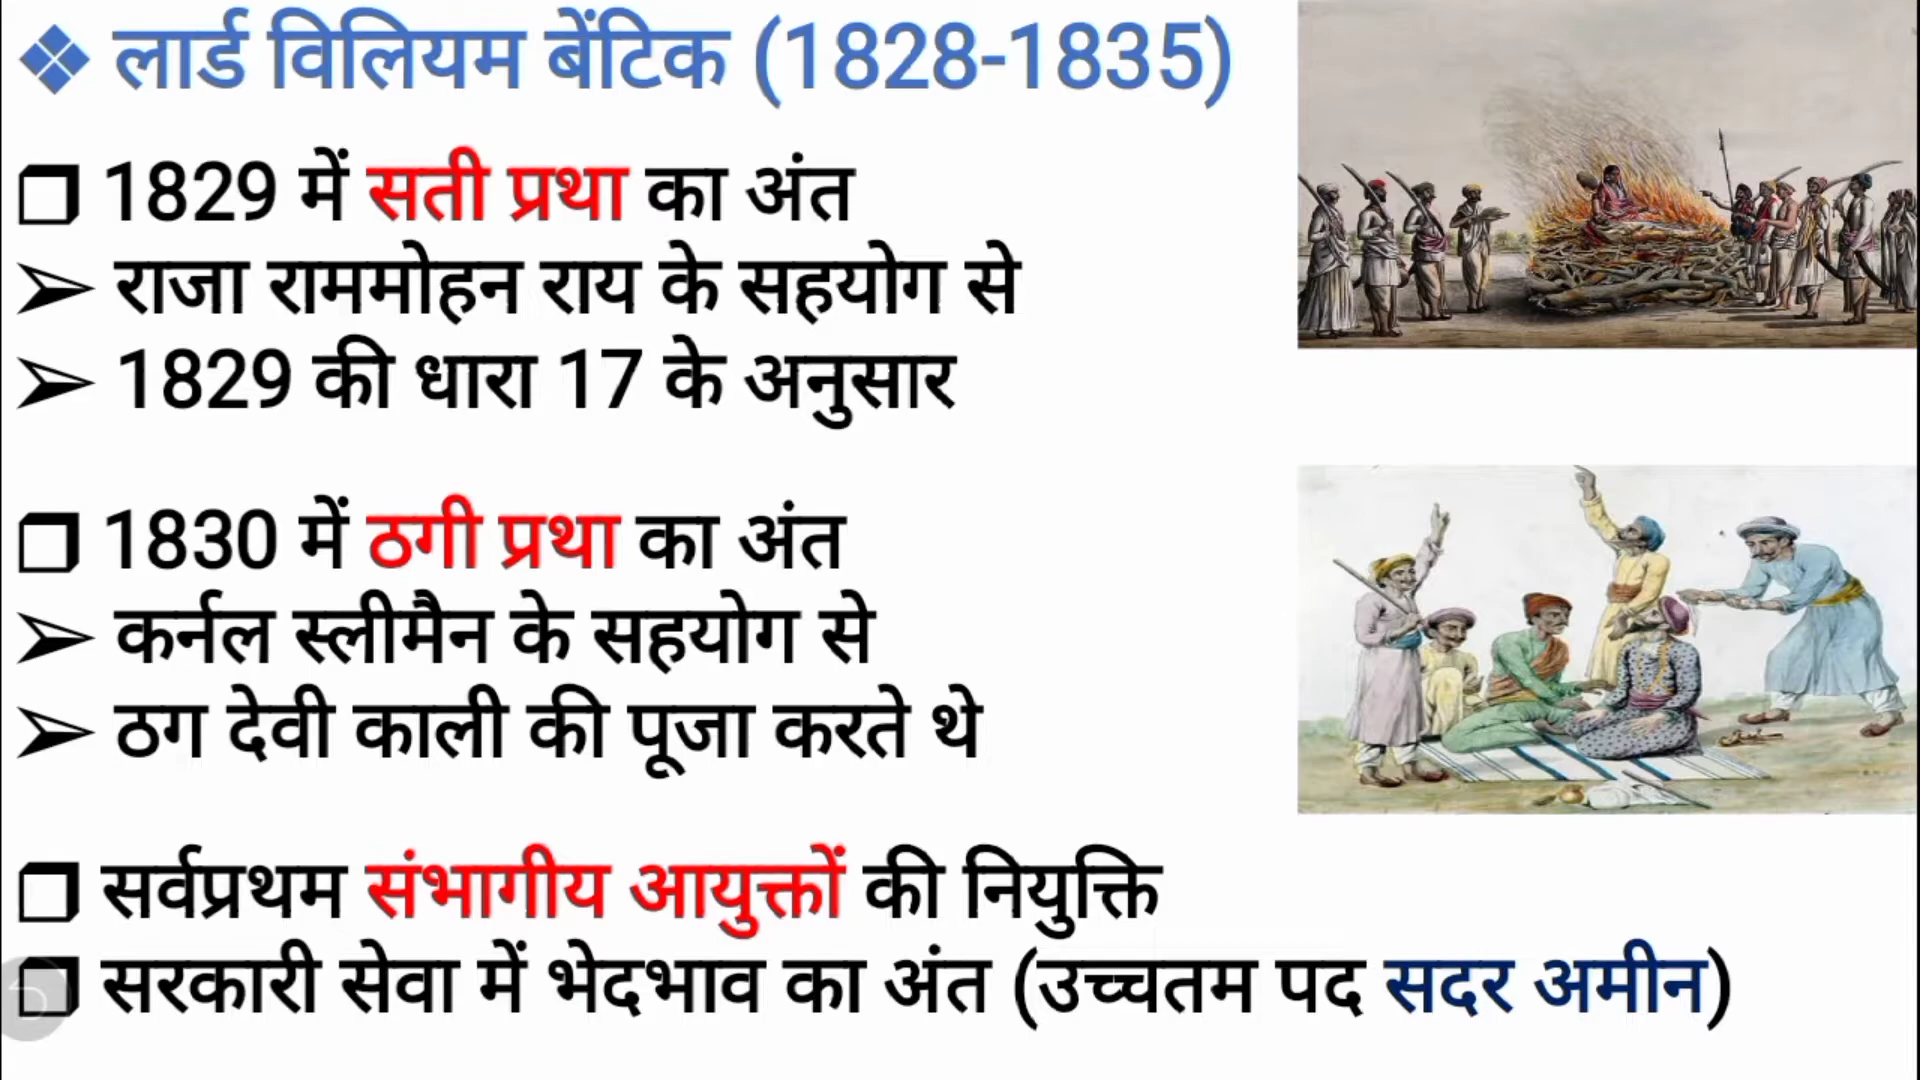 ❖ लार्ड विलियम बेंटिक (1828-1835)
❒ 1829 में सती प्रथा का अंत
➢ राजा राममोहन राय के सहयोग से
➢ 1829 की धारा 17 के अनुसार
❒ 1830 में ठगी प्रथा का अंत
➢ कर्नल स्लीमैन के सहयोग से
➢ ठग देवी काली की पूजा करते थे
❒ सर्वप्रथम संभागीय आयुक्तों की नियुक्ति
❒ सरकारी सेवा में भेदभाव का अंत (उच्चतम पद सदर अमीन)